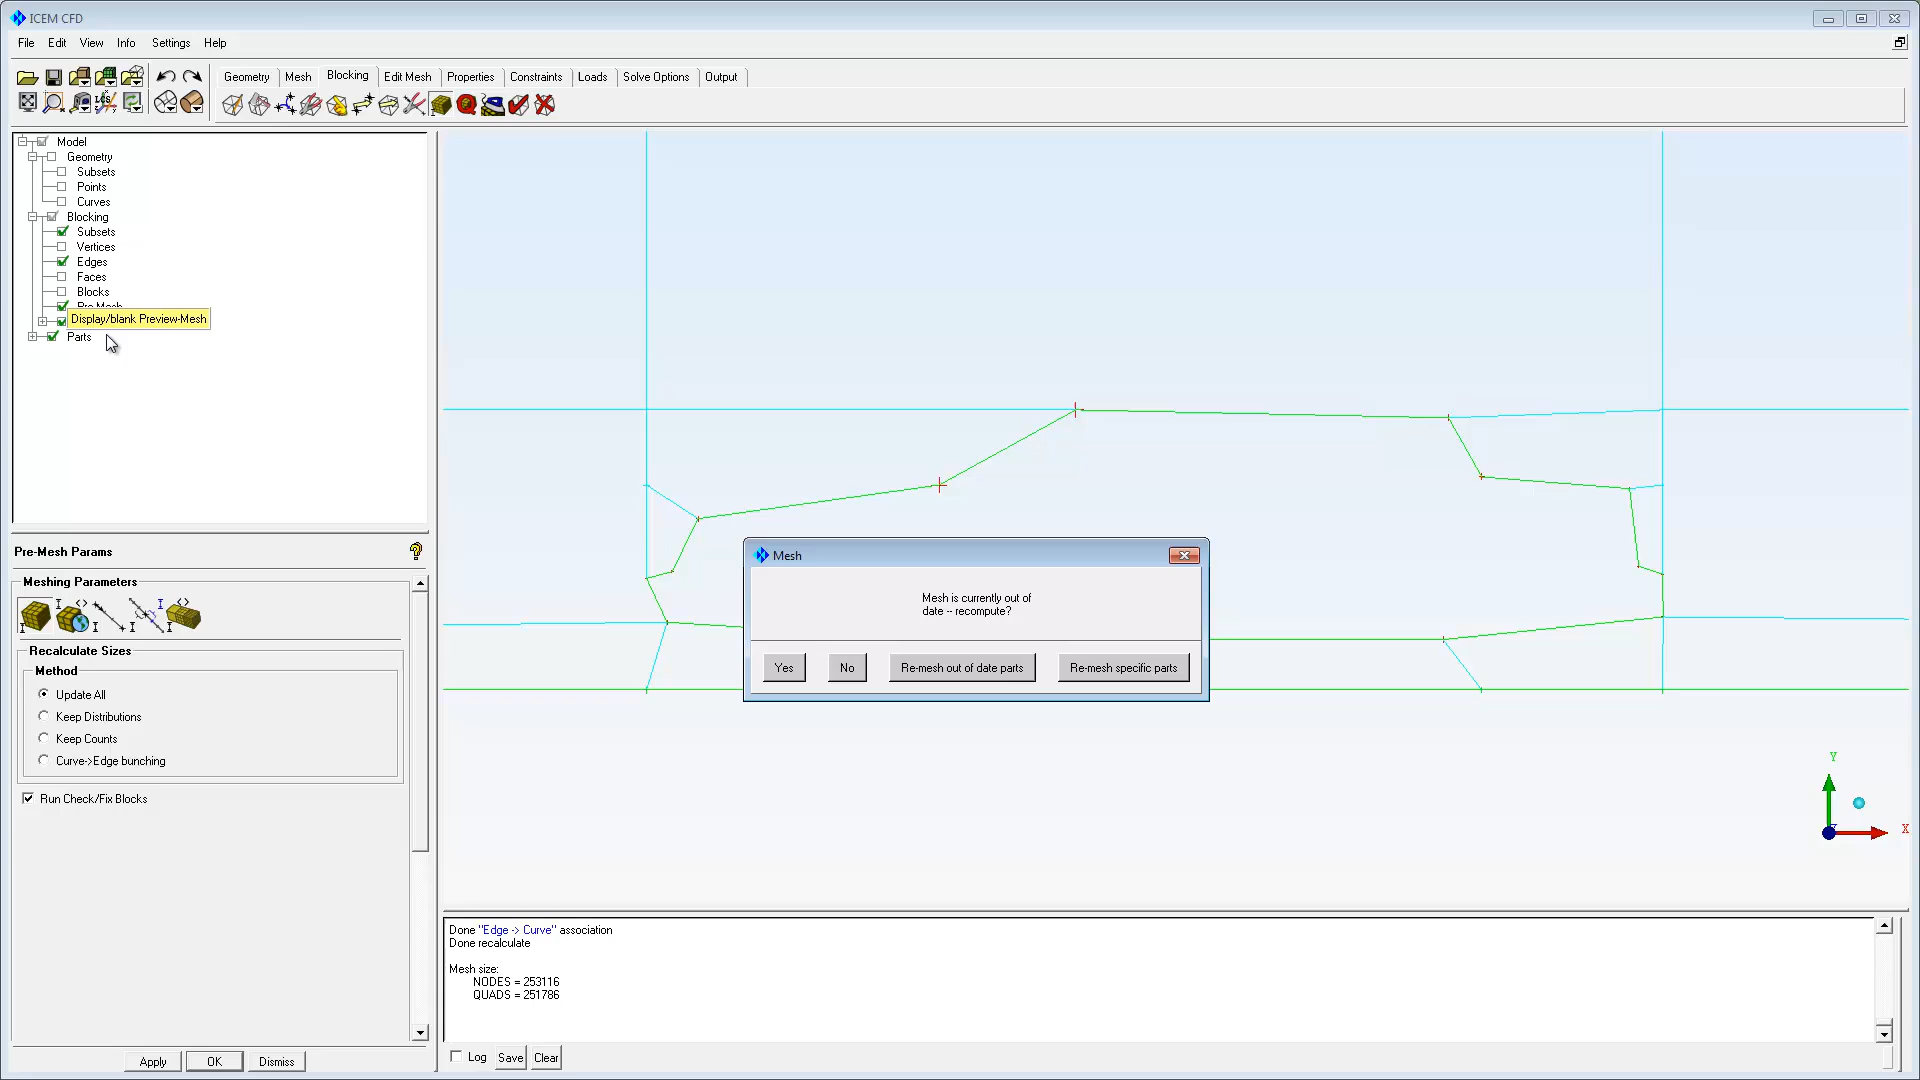 ICEM CFD
File Edit View Info Settings Help
Geometry Mesh Blocking Edit Mesh Properties Constraints Loads Solve Options Output
LCS
Model
Geometry
Subsets
Points
Curves
Blocking
Subsets
Vertices
Edges
Faces
Blocks
Pre-Mesh
Display/blank Preview-Mesh
Parts
Pre-Mesh Params
Meshing Parameters
Recalculate Sizes
Method
Update All
Keep Distributions
Keep Counts
Curve->Edge bunching
Run Check/Fix Blocks
Apply OK Dismiss
Mesh
Mesh is currently out of
date -- recompute?
Yes No Re-mesh out of date parts Re-mesh specific parts
Y
X
Done "Edge -> Curve" association
Done recalculate
Mesh size:
NODES = 253116
QUADS = 251786
Log Save Clear